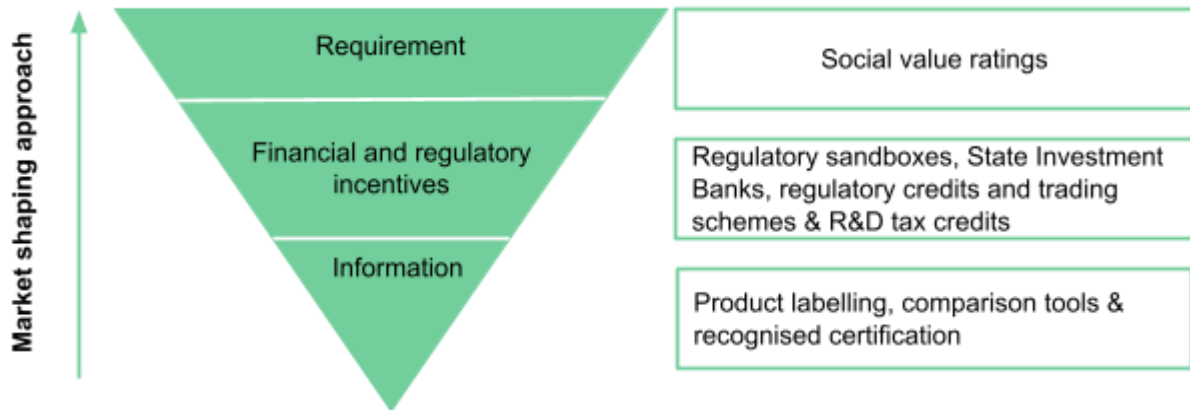 Market shaping approach
Requirement
Social value ratings
Financial and regulatory
incentives
Regulatory sandboxes, State Investment
Banks, regulatory credits and trading
schemes & R&D tax credits
Information
Product labelling, comparison tools &
recognised certification